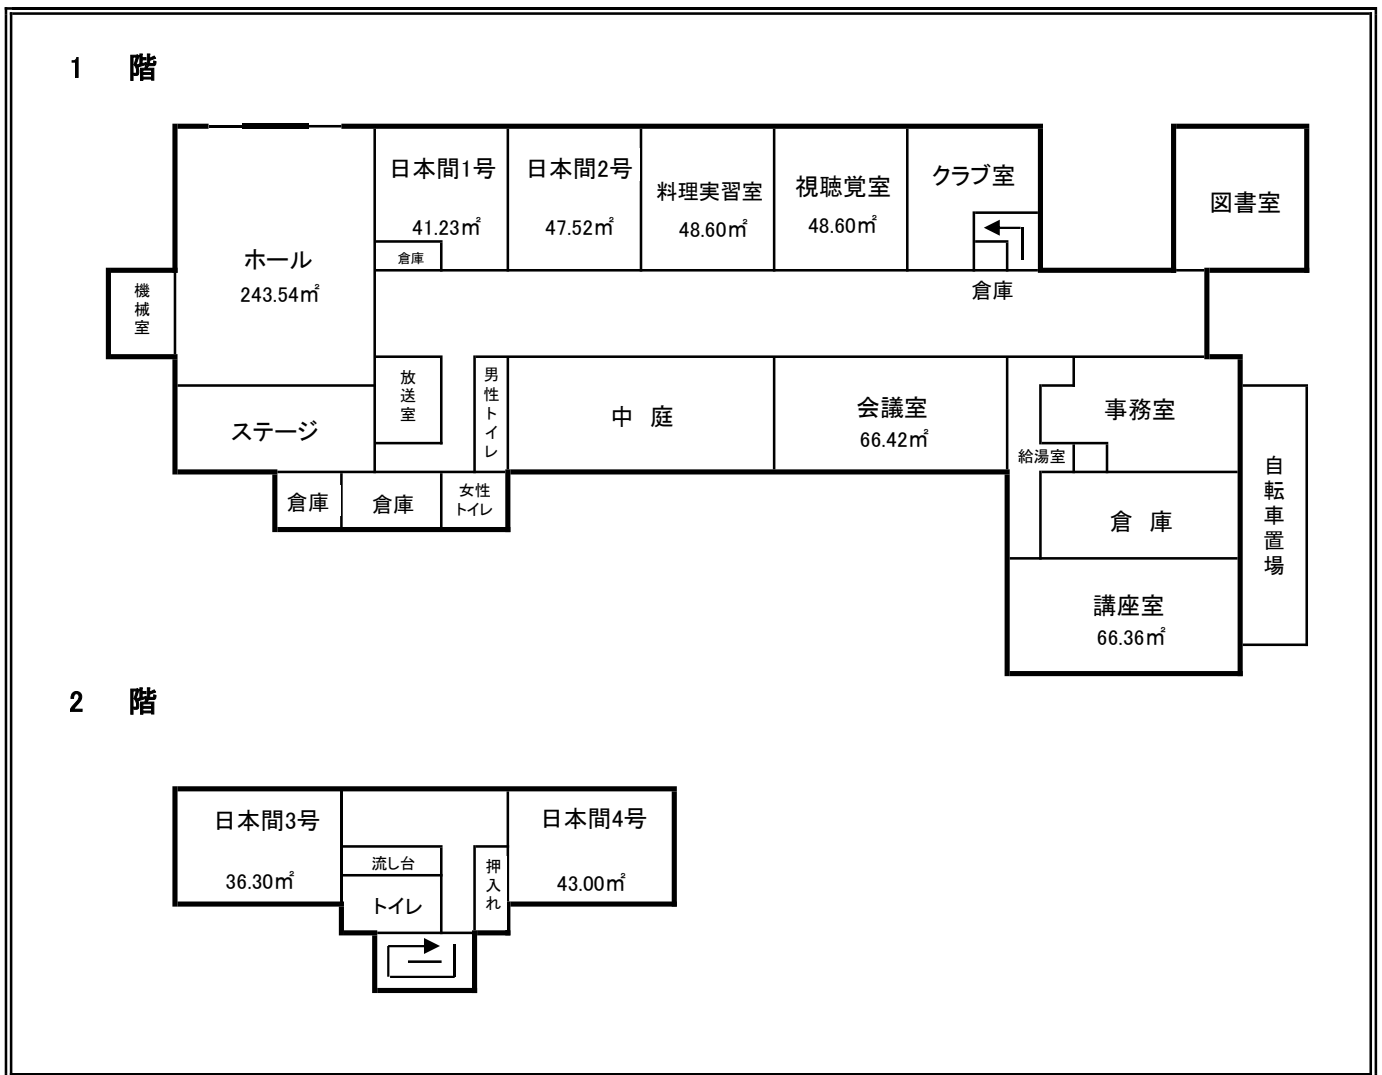 1 階
日本間1号
41.23㎡
倉庫
日本間2号
47.52㎡
料理実習室
48.60㎡
視聴覚室
48.60㎡
クラブ室
倉庫
図書室
ホール
243.54㎡
機械室
ステージ
放送室
男性トイレ
中 庭
会議室
66.42㎡
事務室
給湯室
倉庫
倉庫
女性
トイレ
倉 庫
自転車置場
講座室
66.36㎡
2 階
日本間3号
36.30㎡
流し台
トイレ
押入れ
日本間4号
43.00㎡